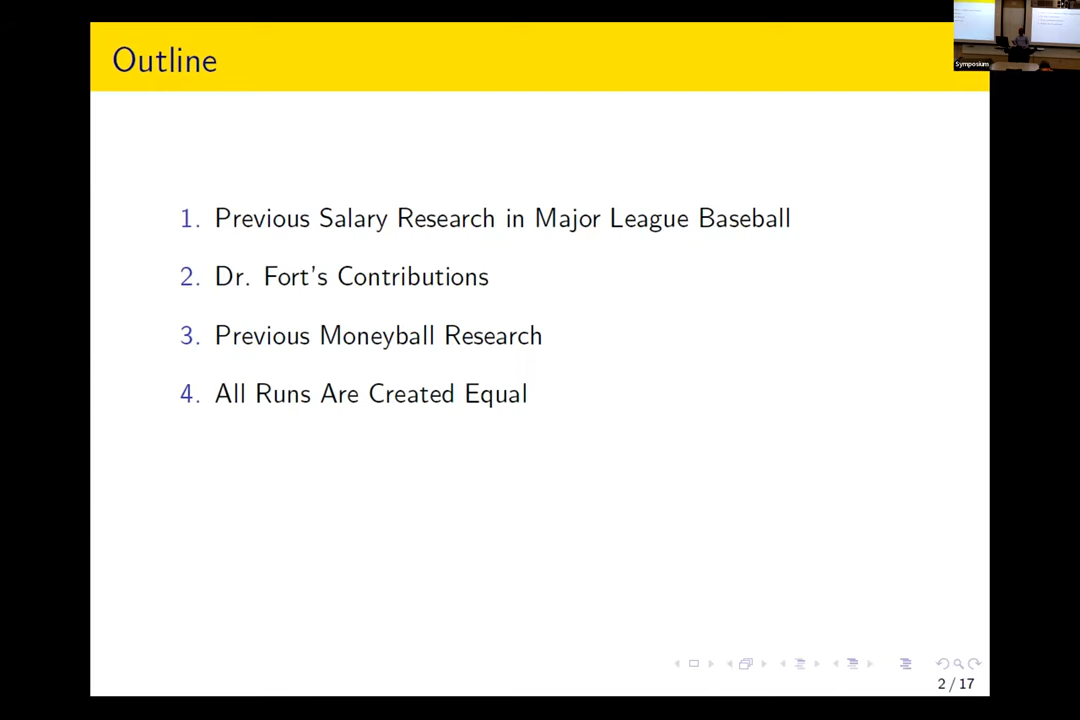 Outline
Symposium
1. Previous Salary Research in Major League Baseball
2. Dr. Fort's Contributions
3. Previous Moneyball Research
4. All Runs Are Created Equal
2 / 17